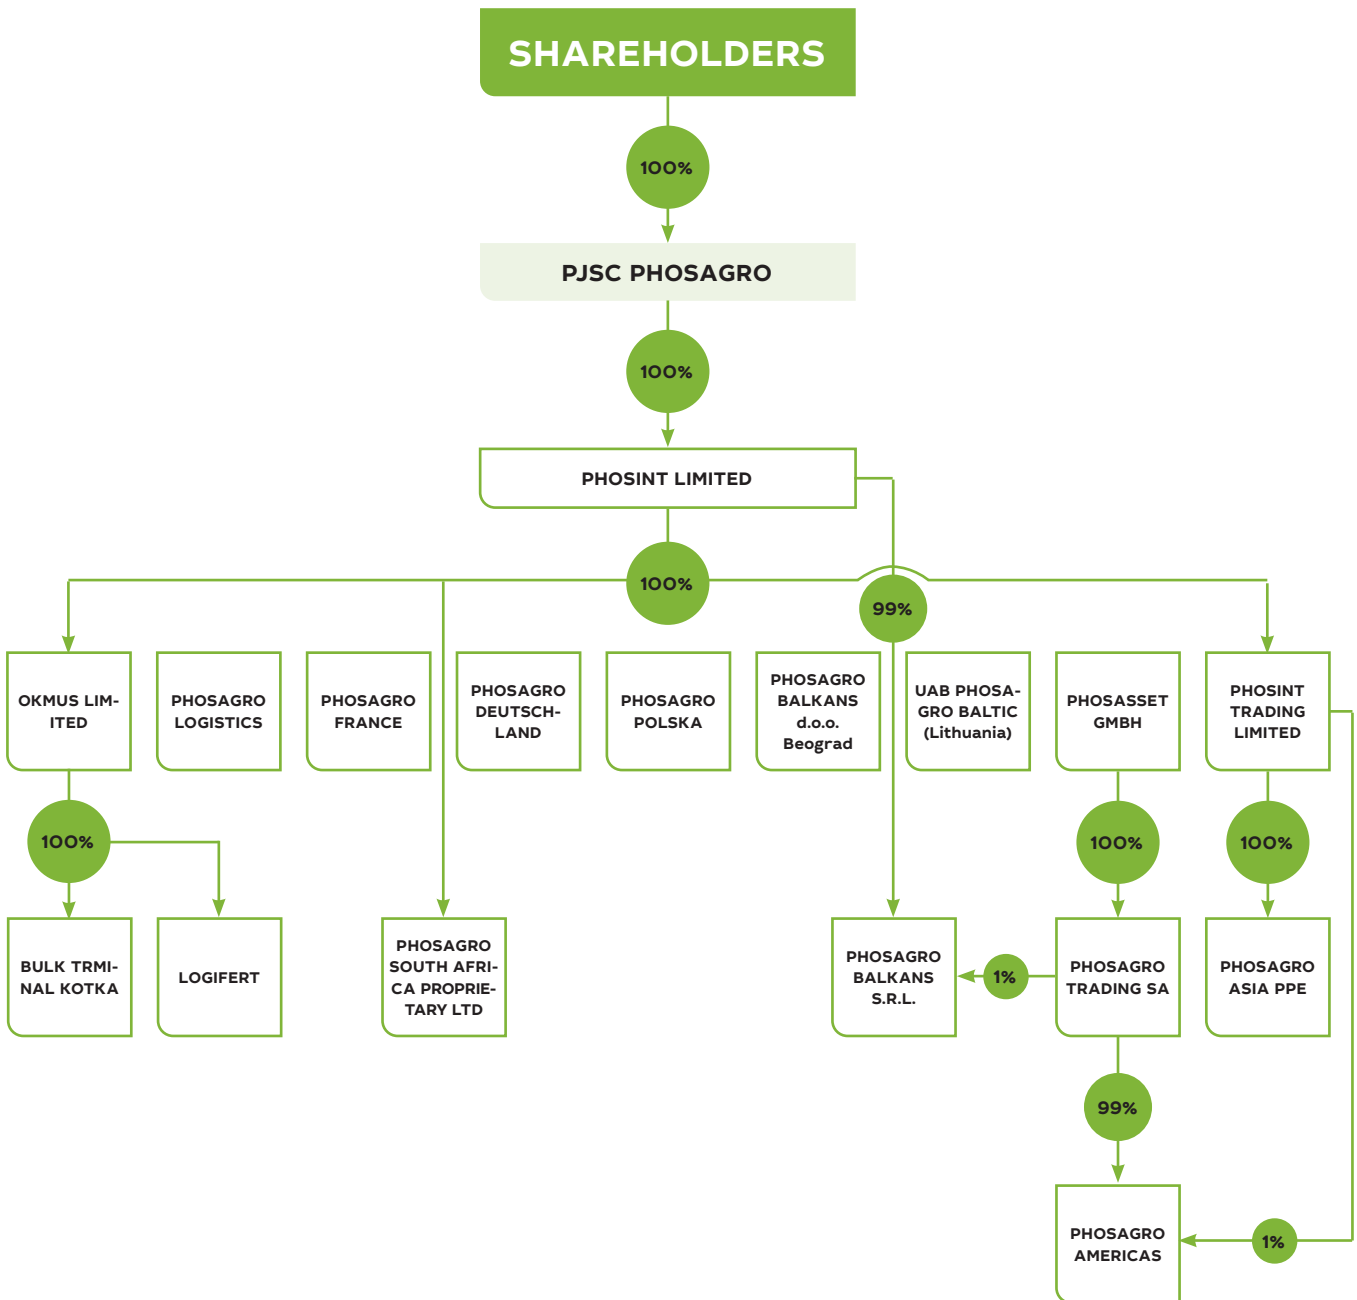 SHAREHOLDERS
100%
PJSC PHOSAGRO
100%
PHOSINT LIMITED
100%
99%
OKMUS LIM-
ITED
PHOSAGRO
LOGISTICS
PHOSAGRO
FRANCE
PHOSAGRO
DEUTSCH-
LAND
PHOSAGRO
POLSKA
PHOSAGRO
BALKANS
d.o.o.
Beograd
UAB PHOSA-
GRO BALTIC
(Lithuania)
PHOSASSET
GMBH
PHOSINT
TRADING
LIMITED
100%
100%
100%
BULK TRMI-
NAL KOTKA
LOGIFERT
PHOSAGRO
SOUTH AFRI-
CA PROPRIE-
TARY LTD
PHOSAGRO
BALKANS
S.R.L.
1%
PHOSAGRO
TRADING SA
PHOSAGRO
ASIA PPE
99%
PHOSAGRO
AMERICAS
1%